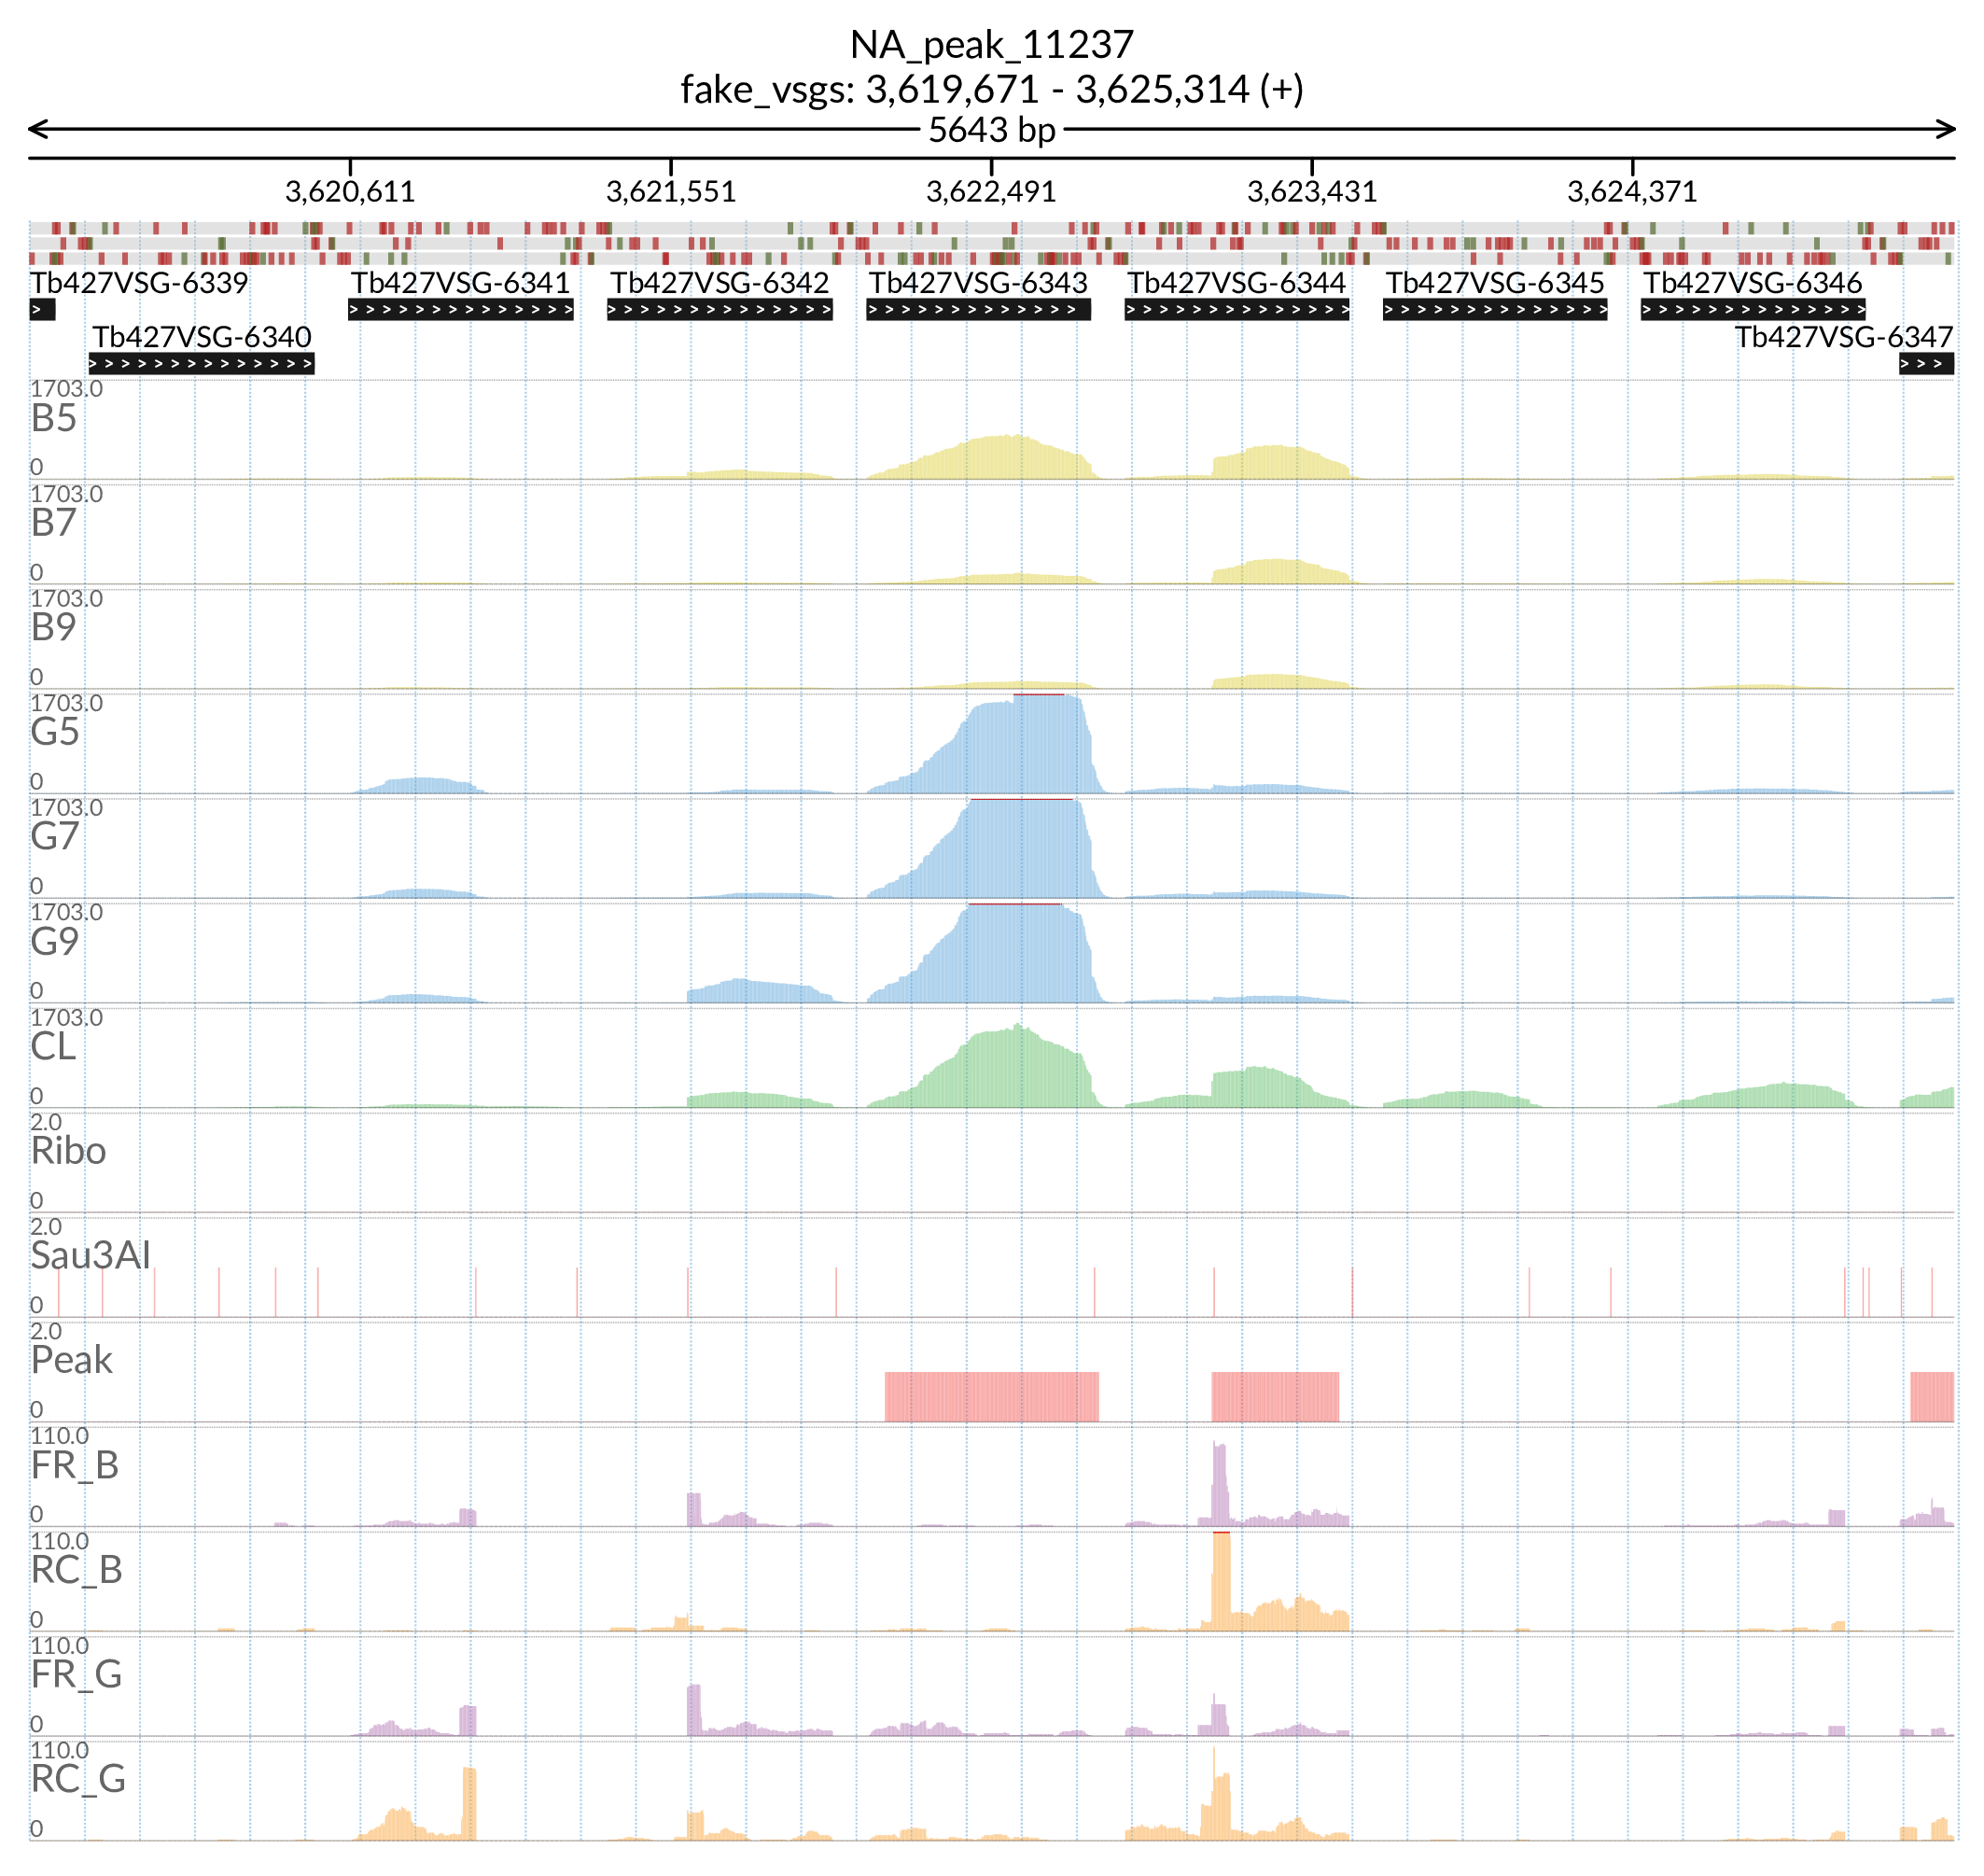 NA_peak_11237
fake_vsgs: 3,619,671 - 3,625,314 (+)
5643 bp
3,620,611 3,621,551 3,622,491 3,623,431 3,624,371
Tb427VSG-6339 Tb427VSG-6341 Tb427VSG-6342 Tb427VSG-6343 Tb427VSG-6344 Tb427VSG-6345 Tb427VSG-6346
Tb427VSG-6340 Tb427VSG-6347
1703.0
B5
0
1703.0
B7
0
1703.0
B9
0
1703.0
G5
0
1703.0
G7
0
1703.0
G9
0
1703.0
CL
0
2.0
Ribo
0
2.0
Sau3AI
0
2.0
Peak
0
110.0
FR_B
0
110.0
RC_B
0
110.0
FR_G
0
110.0
RC_G
0